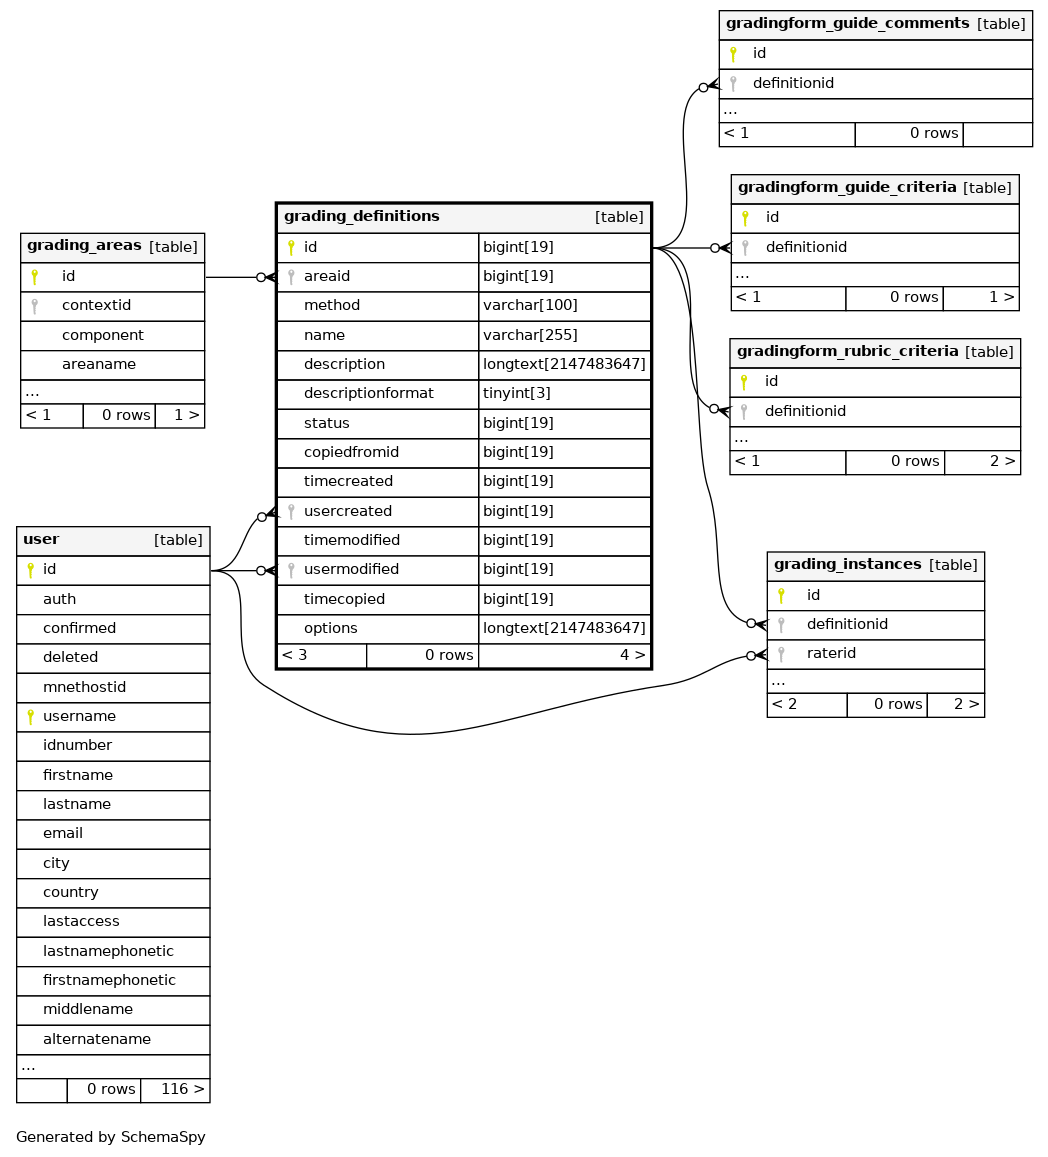 gradingform_guide_comments [table]
id
definitionid
...
< 1 0 rows
gradingform_guide_criteria [table]
id
definitionid
...
< 1 0 rows 1 >
gradingform_rubric_criteria [table]
id
definitionid
...
< 1 0 rows 2 >
grading_definitions [table]
id bigint[19]
areaid bigint[19]
method varchar[100]
name varchar[255]
description longtext[2147483647]
descriptionformat tinyint[3]
status bigint[19]
copiedfromid bigint[19]
timecreated bigint[19]
usercreated bigint[19]
timemodified bigint[19]
usermodified bigint[19]
timecopied bigint[19]
options longtext[2147483647]
< 3 0 rows 4 >
grading_areas [table]
id
contextid
component
areaname
...
< 1 0 rows 1 >
grading_instances [table]
id
definitionid
raterid
...
< 2 0 rows 2 >
user [table]
id
auth
confirmed
deleted
mnethostid
username
idnumber
firstname
lastname
email
city
country
lastaccess
lastnamephonetic
firstnamephonetic
middlename
alternatename
...
0 rows 116 >
Generated by SchemaSpy